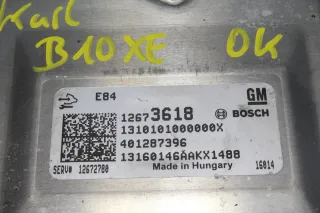 Karl
B10XE OK
E84 GM
12673618 BOSCH
1310101000000X
401287396
13160146AAKX1488
SERV# 12672780 Made in Hungary 16014